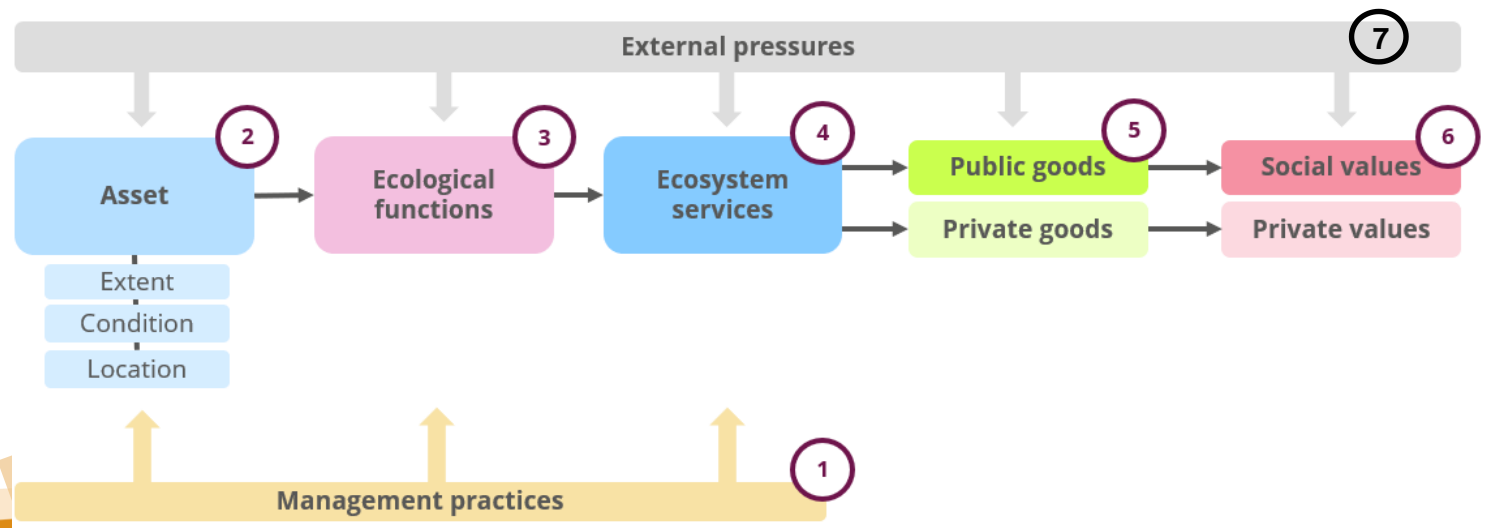 External pressures
7
2
3
4
5
6
Asset
Ecological
functions
Ecosystem
services
Public goods
Social values
Private goods
Private values
Extent
Condition
Location
1
Management practices